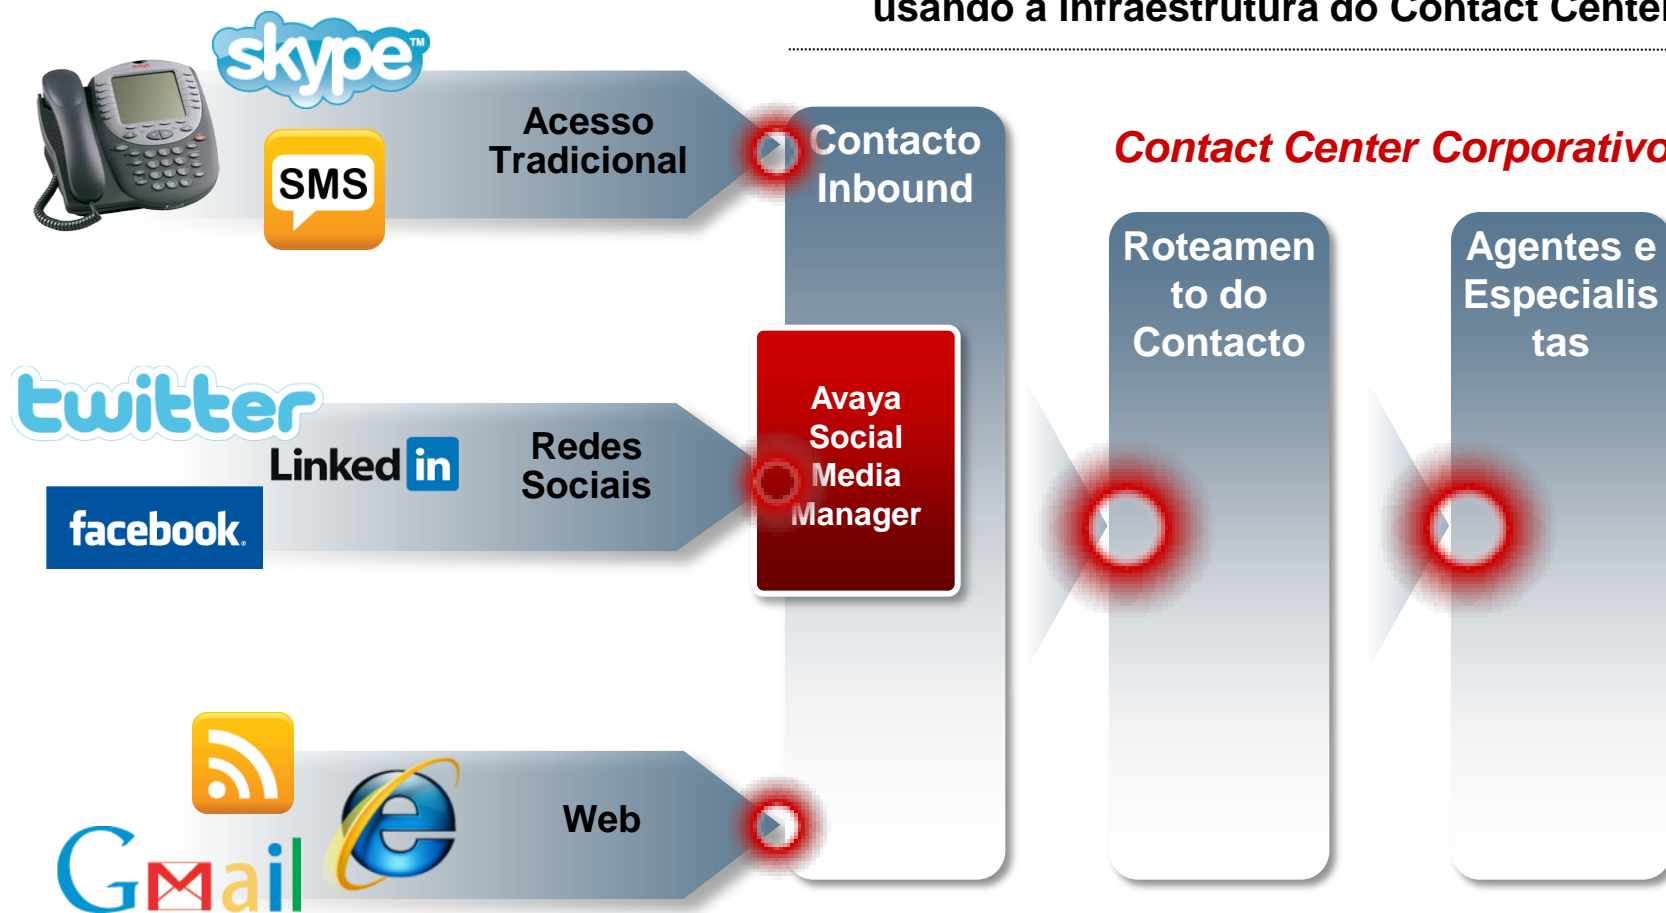 usando a Infraestrutura do Contact Center
skype™
Acesso
Tradicional
SMS
Contacto
Inbound
Contact Center Corporativo
Roteamen
to do
Contacto
Agentes e
Especialis
tas
twitter
Linked in
facebook.
Redes
Sociais
Avaya
Social
Media
Manager
Web
Gmail